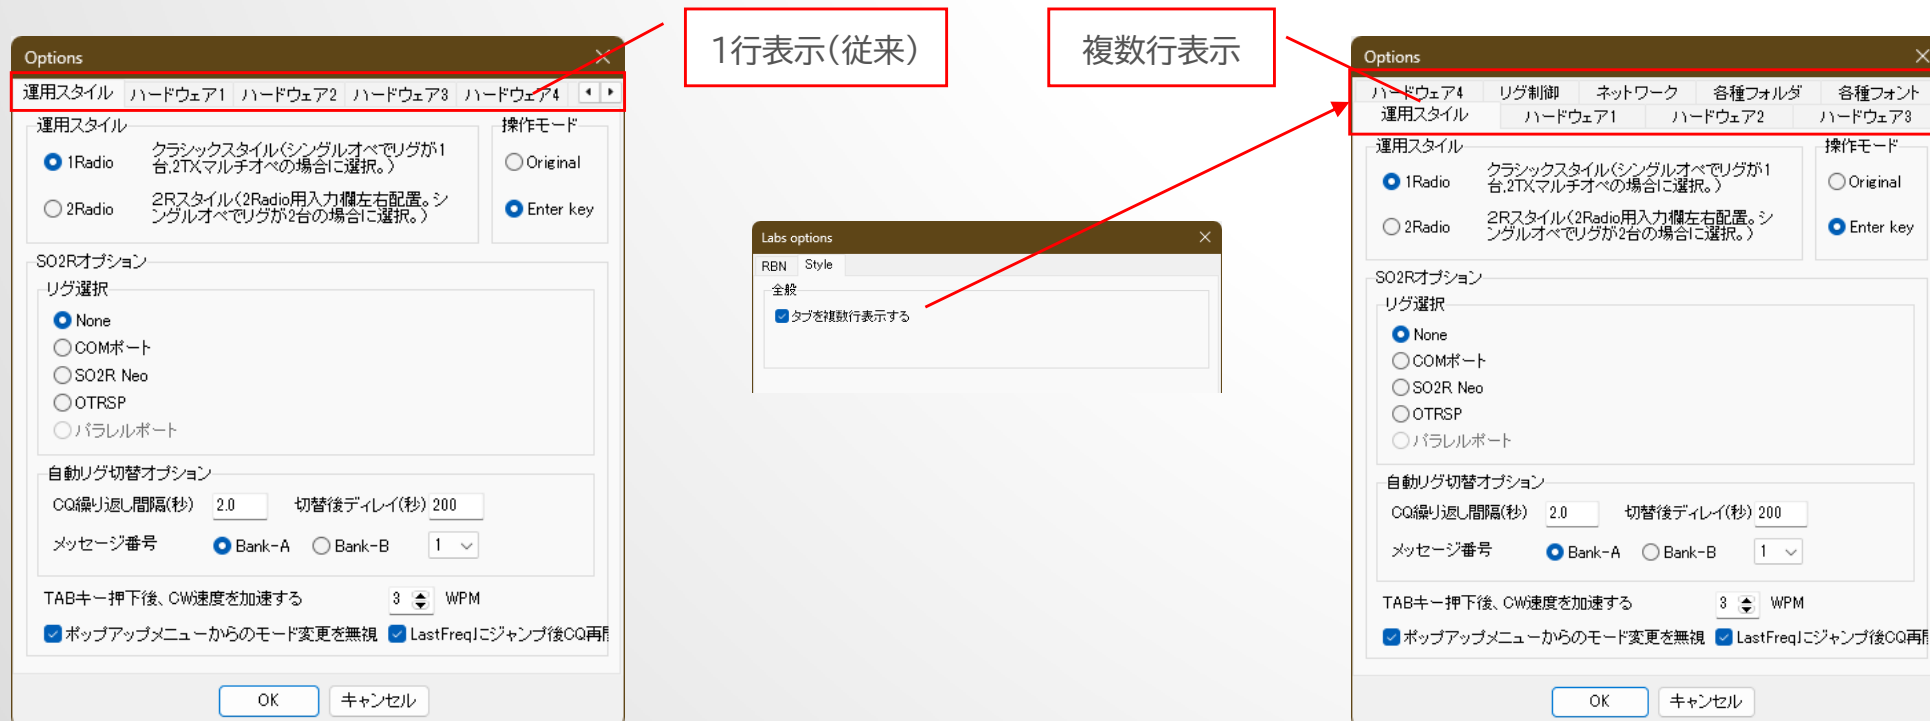 1行表示(従来)
複数行表示
Options
運用スタイル ハードウェア1 ハードウェア2 ハードウェア3 ハードウェア4
運用スタイル
1Radio クラシックスタイル(シングルオペでリグが1
台,2TXマルチオペの場合に選択。)
2Radio 2Rスタイル(2Radio用入力欄左右配置。シ
ングルオペでリグが2台の場合に選択。)
操作モード
Original
Enter key
SO2Rオプション
リグ選択
None
COMポート
SO2R Neo
OTRSP
パラレルポート
自動リグ切替オプション
CQ繰り返し間隔(秒) 2.0 切替後ディレイ(秒) 200
メッセージ番号 Bank-A Bank-B 1
TABキー押下後、CW速度を加速する 3 WPM
ポップアップメニューからのモード変更を無視 LastFreqにジャンプ後CQ再
OK キャンセル
Labs options
RBN Style
全般
タブを複数行表示する
Options
ハードウェア4 リグ制御 ネットワーク 各種フォルダ 各種フォント
運用スタイル ハードウェア1 ハードウェア2 ハードウェア3
運用スタイル
1Radio クラシックスタイル(シングルオペでリグが1
台,2TXマルチオペの場合に選択。)
2Radio 2Rスタイル(2Radio用入力欄左右配置。シ
ングルオペでリグが2台の場合に選択。)
操作モード
Original
Enter key
SO2Rオプション
リグ選択
None
COMポート
SO2R Neo
OTRSP
パラレルポート
自動リグ切替オプション
CQ繰り返し間隔(秒) 2.0 切替後ディレイ(秒) 200
メッセージ番号 Bank-A Bank-B 1
TABキー押下後、CW速度を加速する 3 WPM
ポップアップメニューからのモード変更を無視 LastFreqにジャンプ後CQ再
OK キャンセル